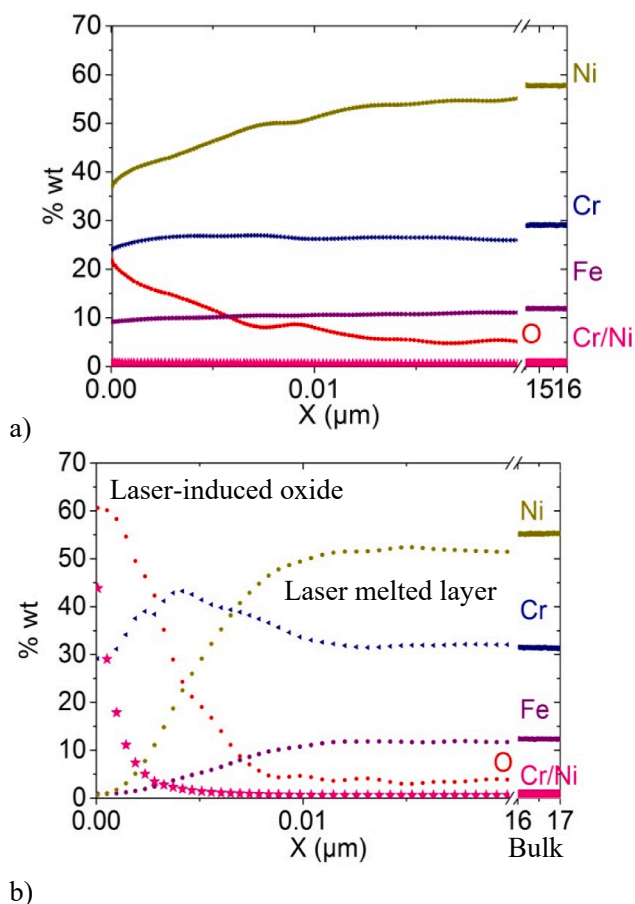 70
60
50
40
30
20
10
0
% wt
Ni
Cr
Fe
O
Cr/Ni
0.00
0.01
1516
X (µm)
a)
70
60
50
40
30
20
10
0
% wt
Laser-induced oxide
Laser melted layer
Ni
Cr
Fe
O
Cr/Ni
0.00
0.01
16 17
X (µm)
Bulk
b)